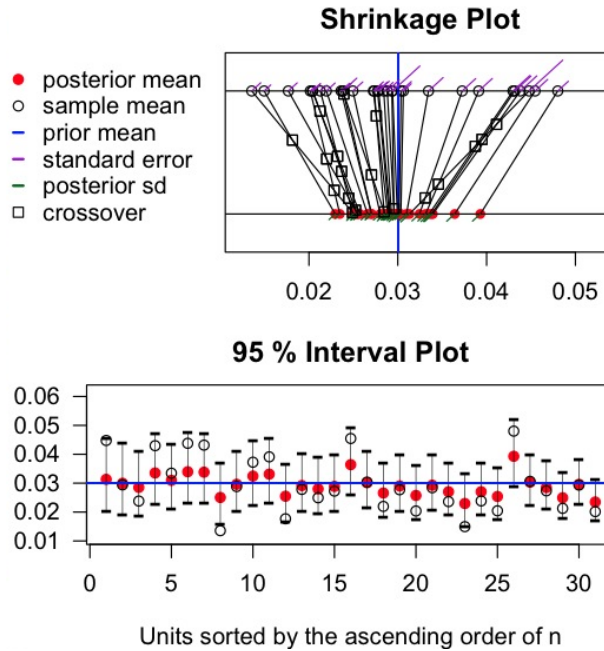 Shrinkage Plot
posterior mean
sample mean
prior mean
standard error
posterior sd
crossover
0.02 0.03 0.04 0.05
95 % Interval Plot
0.06
0.05
0.04
0.03
0.02
0.01
0 5 10 15 20 25 30
Units sorted by the ascending order of n